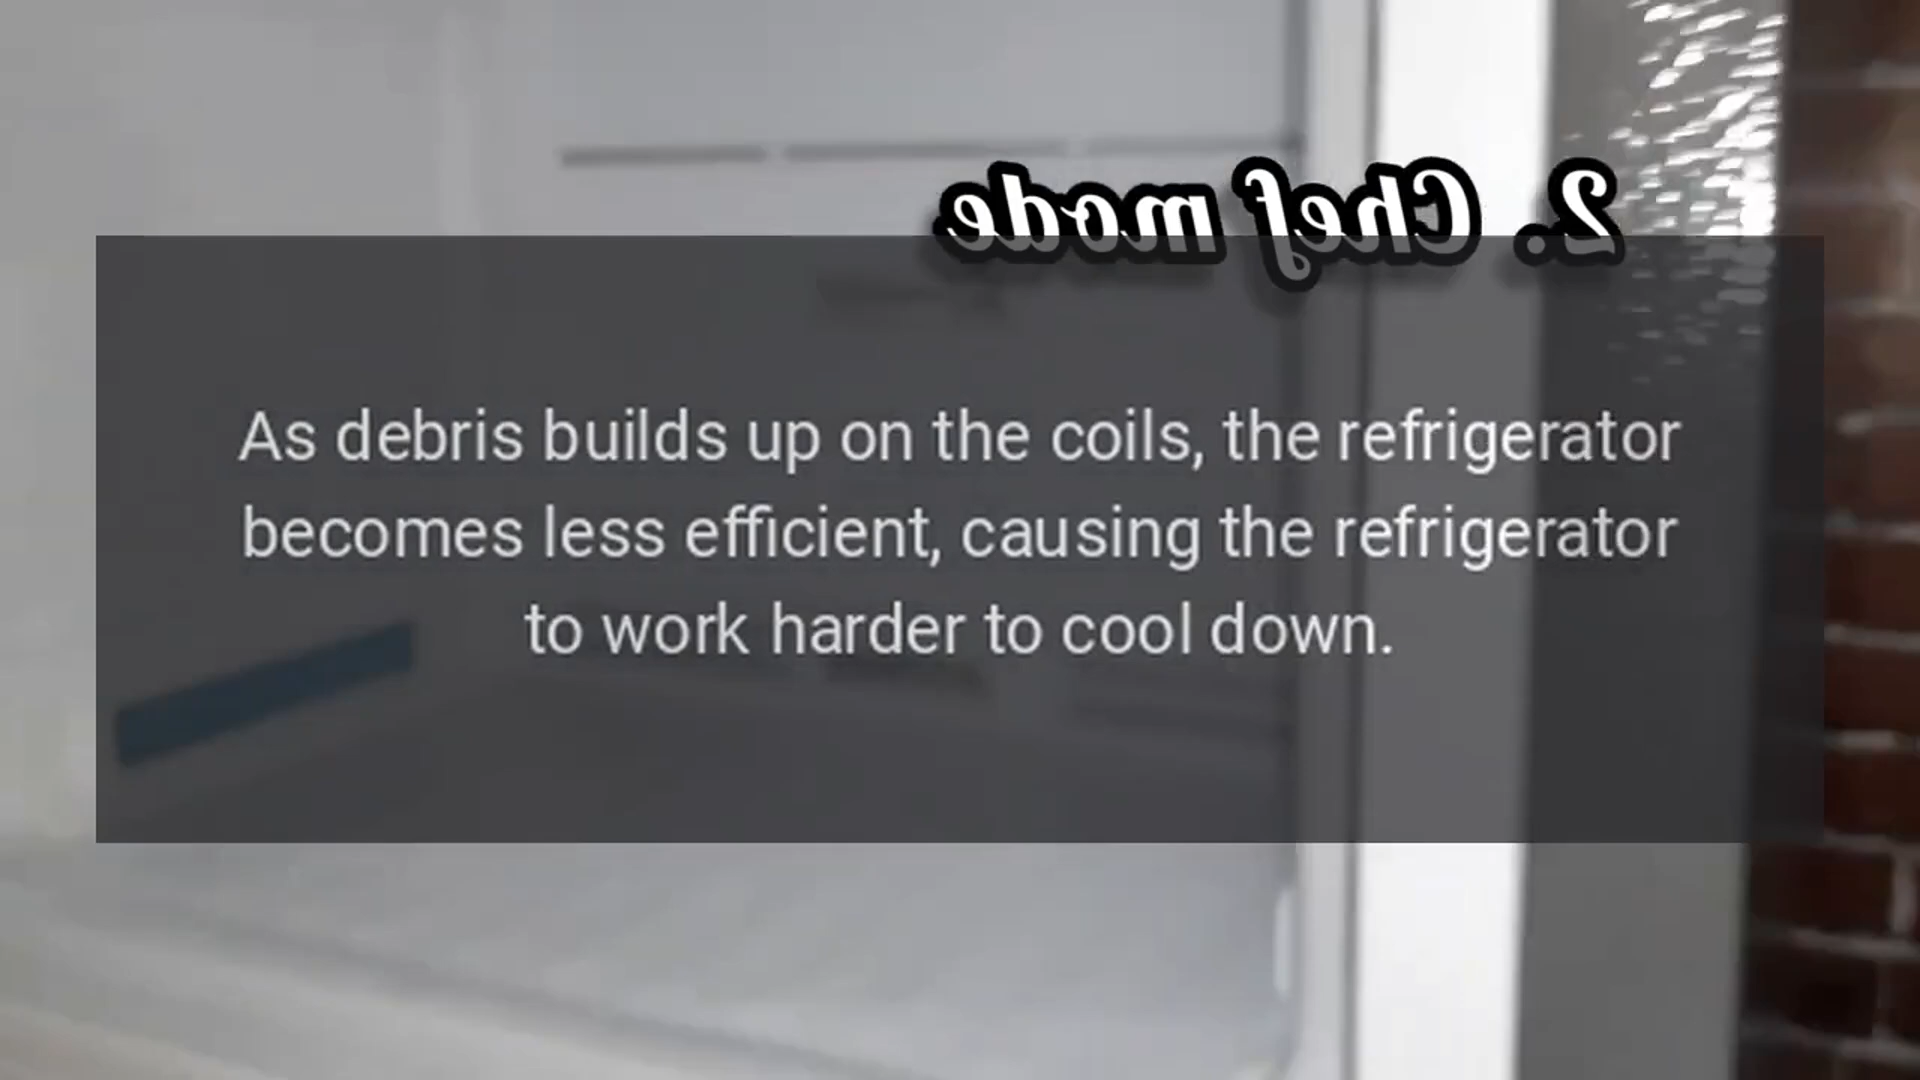 2. Chef mode
As debris builds up on the coils, the refrigerator
becomes less efficient, causing the refrigerator
to work harder to cool down.